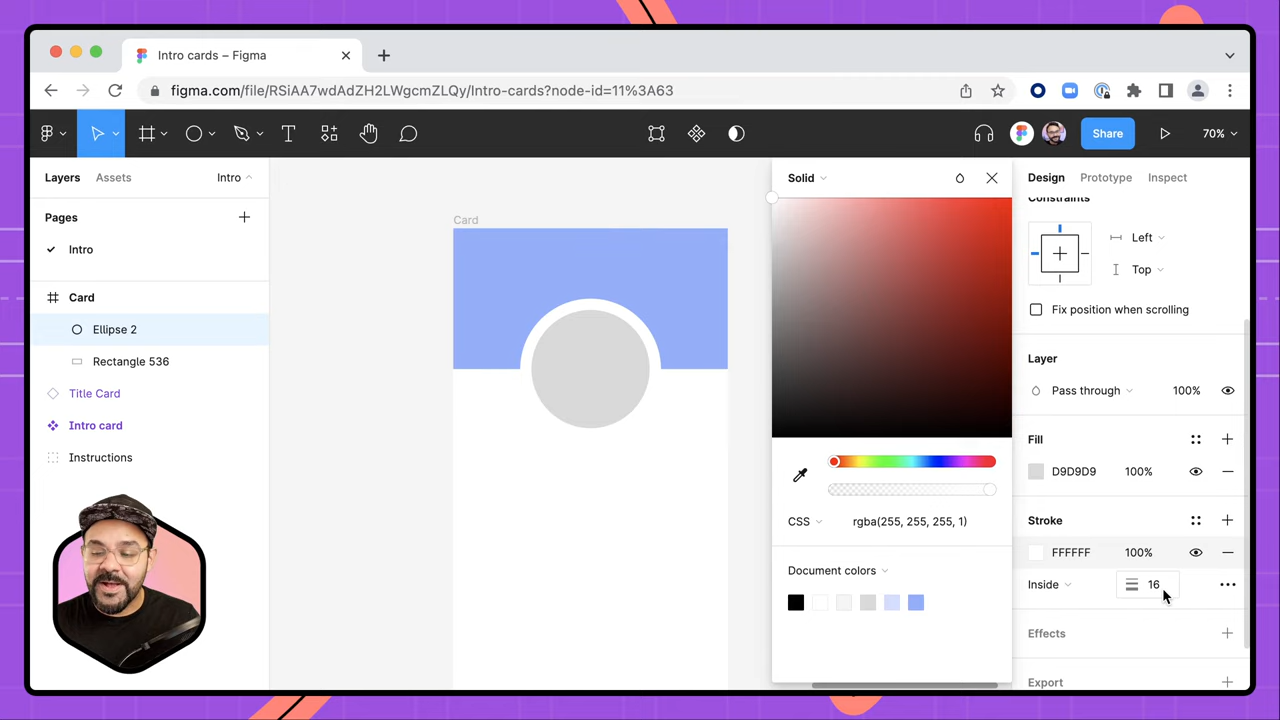 Intro cards – Figma
figma.com/file/RSiAA7wdAdZH2LWgcmZLQy/Intro-cards?node-id=11%3A63
Share
70%
Layers
Assets
Intro
Pages
Intro
Card
Ellipse 2
Rectangle 536
Title Card
Intro card
Instructions
Card
Solid
CSS
rgba(255, 255, 255, 1)
Document colors
Design
Prototype
Inspect
Constraints
Left
Top
Fix position when scrolling
Layer
Pass through
100%
Fill
D9D9D9
100%
Stroke
FFFFFF
100%
Inside
16
Effects
Export